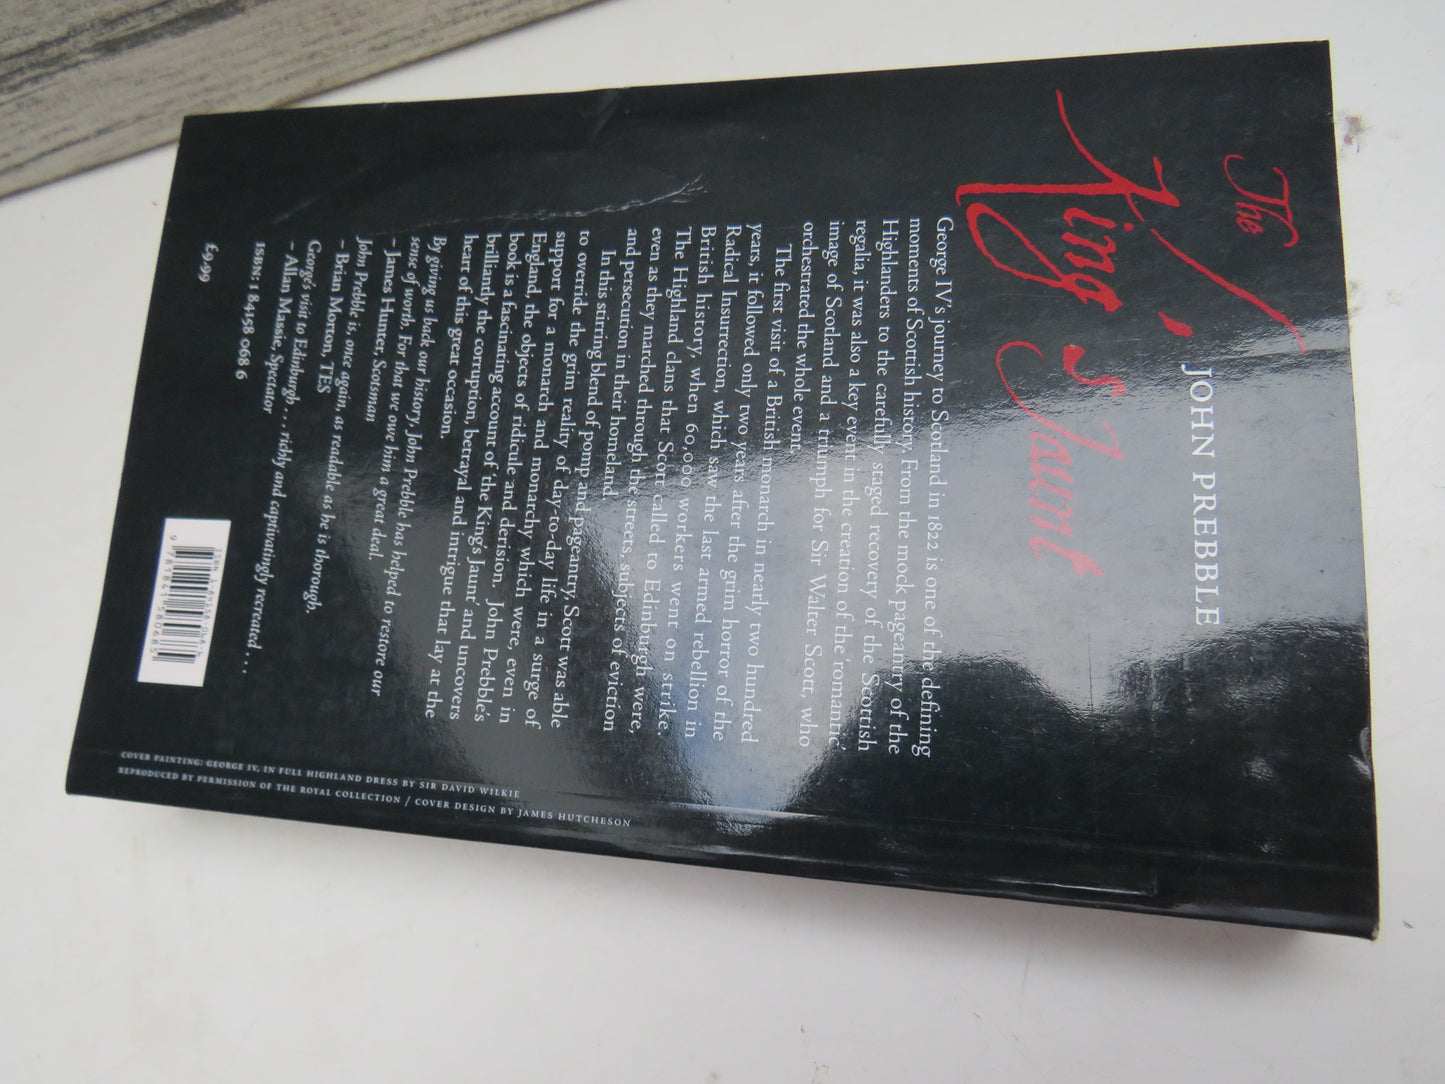 The
King's Jaunt
JOHN PREBBLE
George IV's journey to Scotland in 1822 is one of the defining
moments of Scottish history. From the mock pageantry of the
Highlanders to the carefully staged recovery of the Scottish
regalia, it was also a key event in the creation of the 'romantic'
image of Scotland and a triumph for Sir Walter Scott, who
orchestrated the whole event.
The first visit of a British monarch in nearly two hundred
years, it followed only two years after the grim horror of the
Radical Insurrection, which saw the last armed rebellion in
British history, when 60,000 workers went on strike.
The Highland clans that Scott called to Edinburgh were,
even as they marched through the streets, subjects of eviction
and persecution in their homeland.
In this stirring blend of pomp and pageantry, Scott was able
to override the grim reality of day-to-day life in a surge of
support for a monarch and monarchy which were, even in
England, the objects of ridicule and derision. John Prebble's
book is a fascinating account of the King's Jaunt and uncovers
brilliantly the corruption, betrayal and intrigue that lay at the
heart of this great occasion.
By giving us back our history, John Prebble has helped to restore our
sense of worth. For that we owe him a great deal.
– James Hunter, Scotsman
John Prebble is, once again, as readable as he is thorough.
– Brian Morton, TES
George's visit to Edinburgh . . . richly and captivatingly recreated . . .
– Allan Massie, Spectator
ISBN: 1 84158 068 6
£9.99
ISBN 1-84158-068-6
9 781841 580685
COVER PAINTING: GEORGE IV, IN FULL HIGHLAND DRESS BY SIR DAVID WILKIE
REPRODUCED BY PERMISSION OF THE ROYAL COLLECTION / COVER DESIGN BY JAMES HUTCHESON